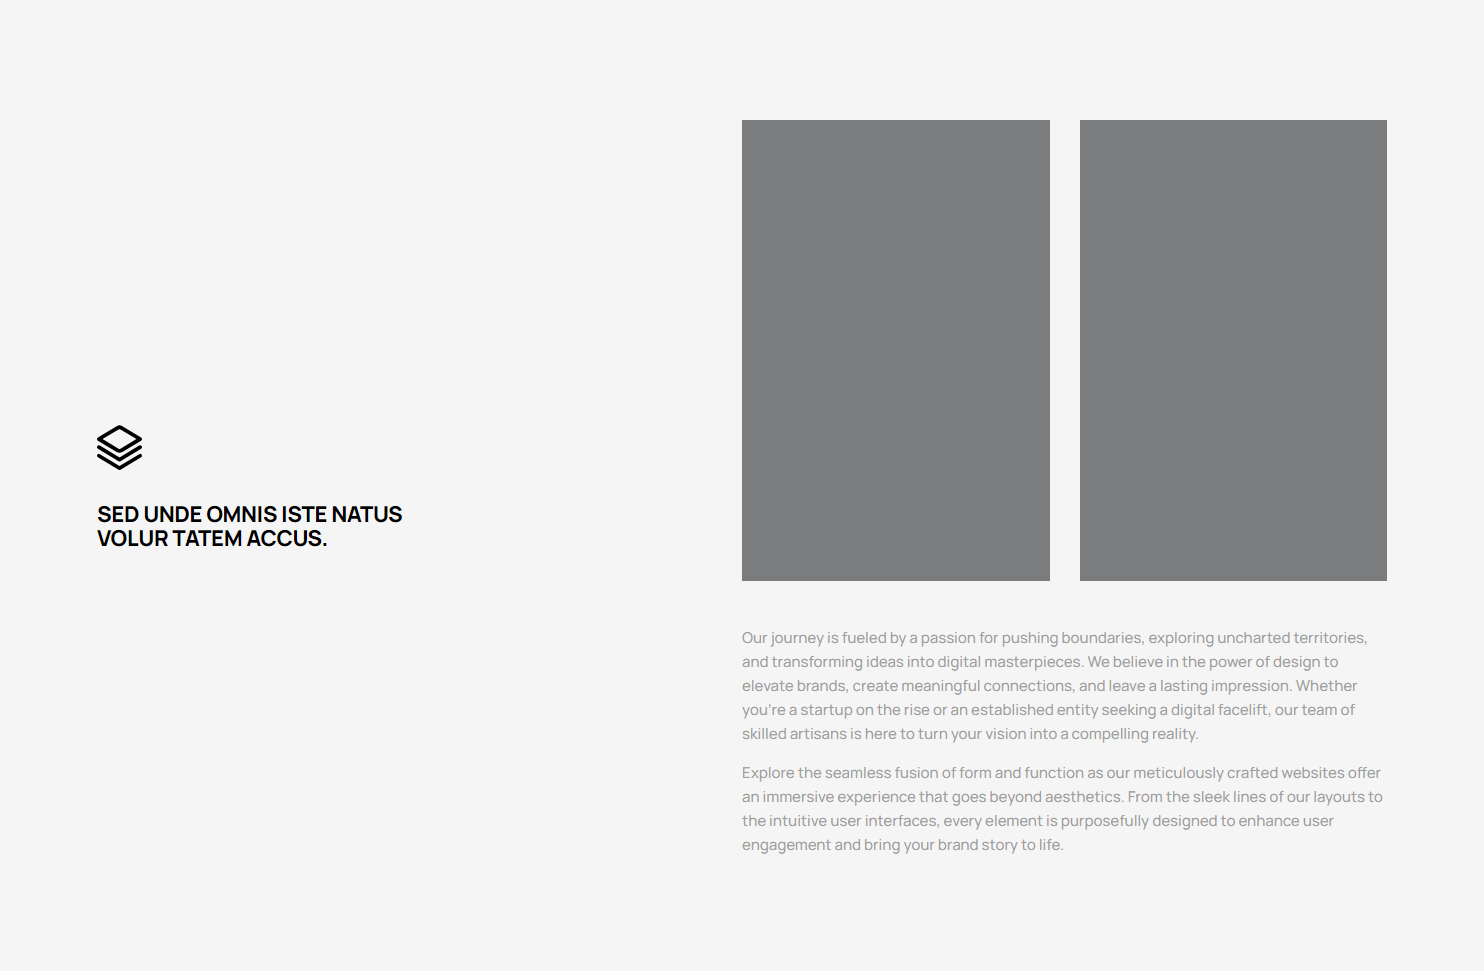 SED UNDE OMNIS ISTE NATUS
VOLUR TATEM ACCUS.
Our journey is fueled by a passion for pushing boundaries, exploring uncharted territories,
and transforming ideas into digital masterpieces. We believe in the power of design to
elevate brands, create meaningful connections, and leave a lasting impression. Whether
you're a startup on the rise or an established entity seeking a digital facelift, our team of
skilled artisans is here to turn your vision into a compelling reality.
Explore the seamless fusion of form and function as our meticulously crafted websites offer
an immersive experience that goes beyond aesthetics. From the sleek lines of our layouts to
the intuitive user interfaces, every element is purposefully designed to enhance user
engagement and bring your brand story to life.